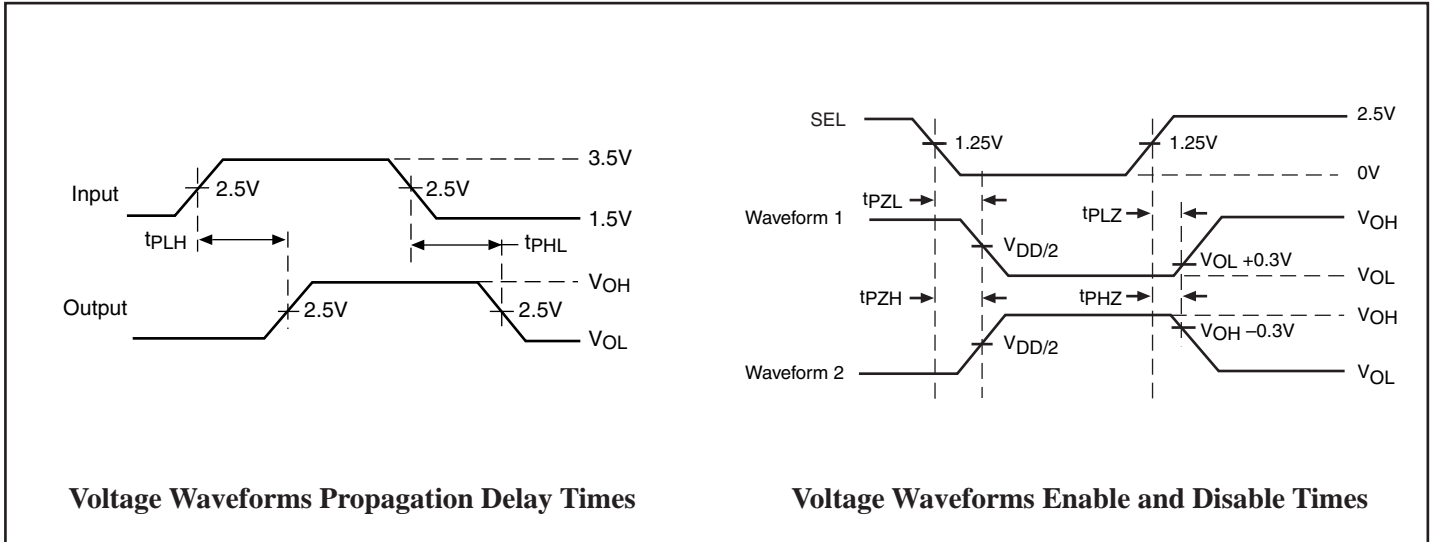 3.5V
2.5V
2.5V
Input
1.5V
tPLH
tPHL
VOH
Output
2.5V
2.5V
VOL
Voltage Waveforms Propagation Delay Times
SEL
2.5V
1.25V
1.25V
0V
tPZL
tPLZ
Waveform 1
VOH
VDD/2
VOL +0.3V
VOL
tPZH
tPHZ
VOH
VOH –0.3V
VDD/2
Waveform 2
VOL
Voltage Waveforms Enable and Disable Times